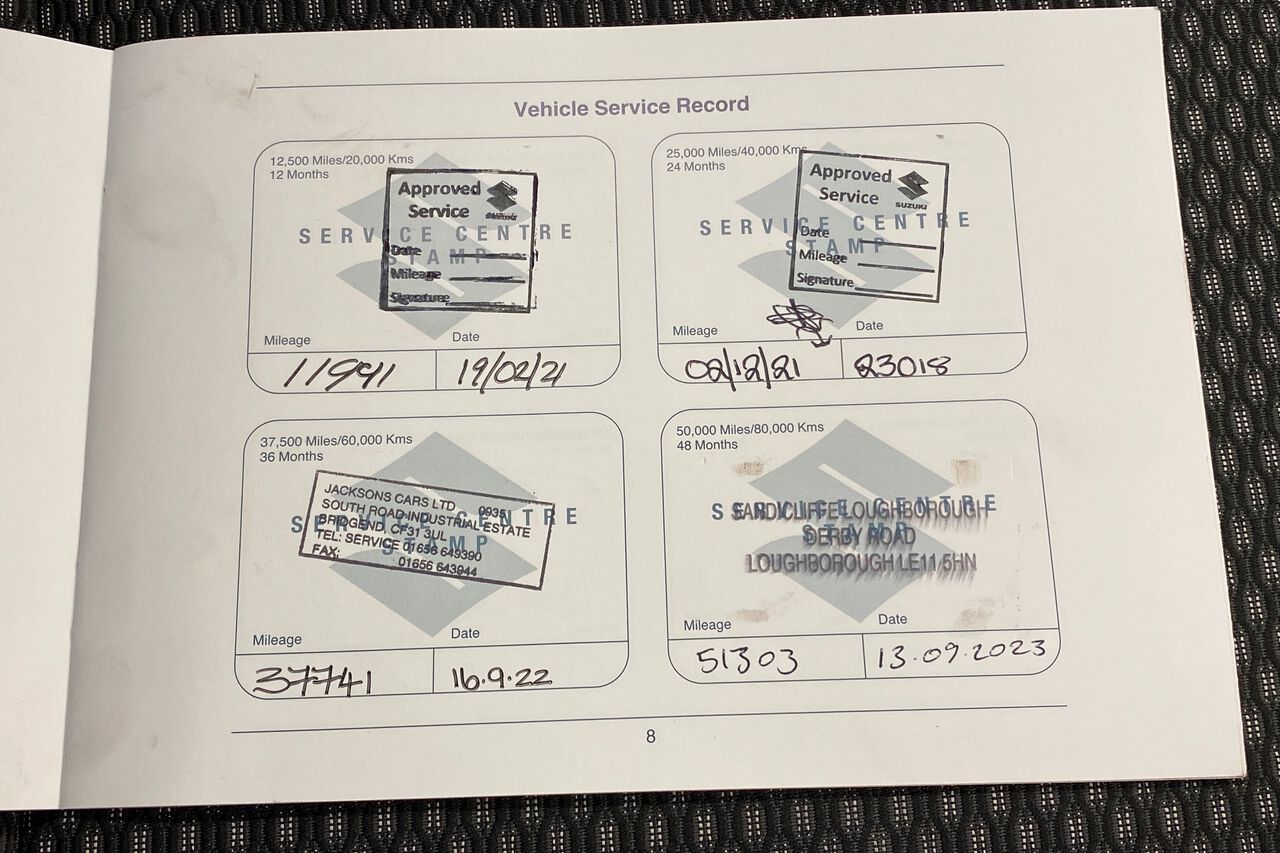 Vehicle Service Record
12,500 Miles/20,000 Kms
12 Months
Approved
Service
SUZUKI
SERVICE CENTRE
STAMP
Date
Mileage
Signature
Mileage
Date
11991
19/02/21
25,000 Miles/40,000 Kms
24 Months
Approved
Service
SUZUKI
SERVICE CENTRE
STAMP
Date
Mileage
Signature
Mileage
Date
02/12/21
23018
37,500 Miles/60,000 Kms
36 Months
SERVICE CENTRE
STAMP
JACKSONS CARS LTD 0935
SOUTH ROAD INDUSTRIAL ESTATE
BRIDGEND, CF31 3UL
TEL: SERVICE 01656 649390
FAX: 01656 643944
Mileage
Date
37741
16.9.22
50,000 Miles/80,000 Kms
48 Months
SERVICE CENTRE
STAMP
SANDICLIFFE LOUGHBOROUGH
DERBY ROAD
LOUGHBOROUGH LE11 5HN
Mileage
Date
51303
13.09.2023
8